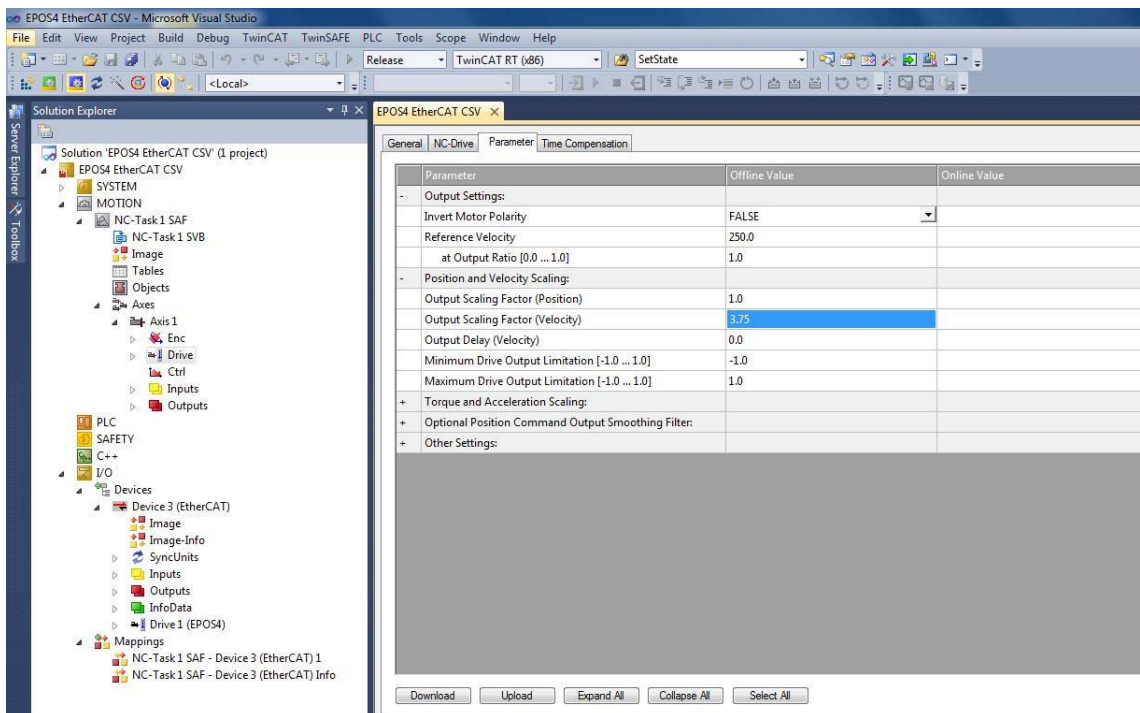 EPOS4 EtherCAT CSV - Microsoft Visual Studio
File Edit View Project Build Debug TwinCAT TwinSAFE PLC Tools Scope Window Help
Release TwinCAT RT (x86) SetState
<Local>
Server Explorer
Toolbox
Solution Explorer
Solution 'EPOS4 EtherCAT CSV' (1 project)
EPOS4 EtherCAT CSV
SYSTEM
MOTION
NC-Task 1 SAF
NC-Task 1 SVB
Image
Tables
Objects
Axes
Axis 1
Enc
Drive
Ctrl
Inputs
Outputs
PLC
SAFETY
C++
I/O
Devices
Device 3 (EtherCAT)
Image
Image-Info
SyncUnits
Inputs
Outputs
InfoData
Drive 1 (EPOS4)
Mappings
NC-Task 1 SAF - Device 3 (EtherCAT) 1
NC-Task 1 SAF - Device 3 (EtherCAT) Info
EPOS4 EtherCAT CSV
General NC-Drive Parameter Time Compensation
Parameter Offline Value Online Value
- Output Settings:
Invert Motor Polarity FALSE
Reference Velocity 250.0
at Output Ratio [0.0 ... 1.0] 1.0
- Position and Velocity Scaling:
Output Scaling Factor (Position) 1.0
Output Scaling Factor (Velocity) 3.75
Output Delay (Velocity) 0.0
Minimum Drive Output Limitation [-1.0 ... 1.0] -1.0
Maximum Drive Output Limitation [-1.0 ... 1.0] 1.0
+ Torque and Acceleration Scaling:
+ Optional Position Command Output Smoothing Filter:
+ Other Settings:
Download Upload Expand All Collapse All Select All